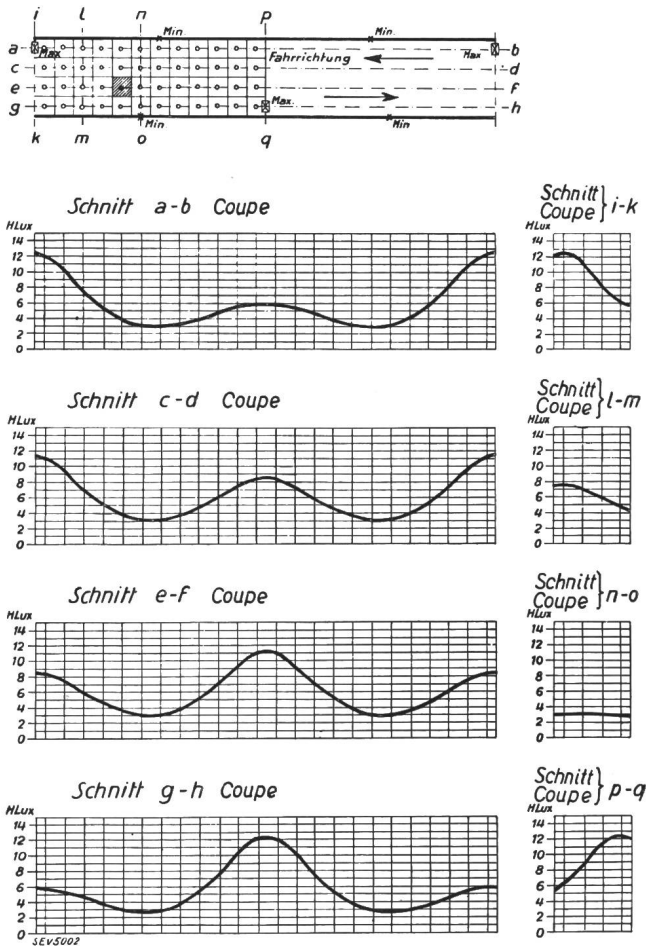 i l n p
Min. Min
a Max Max b
Fahrrichtung
c d
e f
g Max. h
Min Min
k m o q
Schnitt a-b Coupe
Schnitt Coupe } i-k
HLux HLux
14 14
12 12
10 10
8 8
6 6
4 4
2 2
0 0
Schnitt c-d Coupe
Schnitt Coupe } l-m
HLux HLux
14 14
12 12
10 10
8 8
6 6
4 4
2 2
0 0
Schnitt e-f Coupe
Schnitt Coupe } n-o
HLux HLux
14 14
12 12
10 10
8 8
6 6
4 4
2 2
0 0
Schnitt g-h Coupe
Schnitt Coupe } p-q
HLux HLux
14 14
12 12
10 10
8 8
6 6
4 4
2 2
0 0
SEV5002